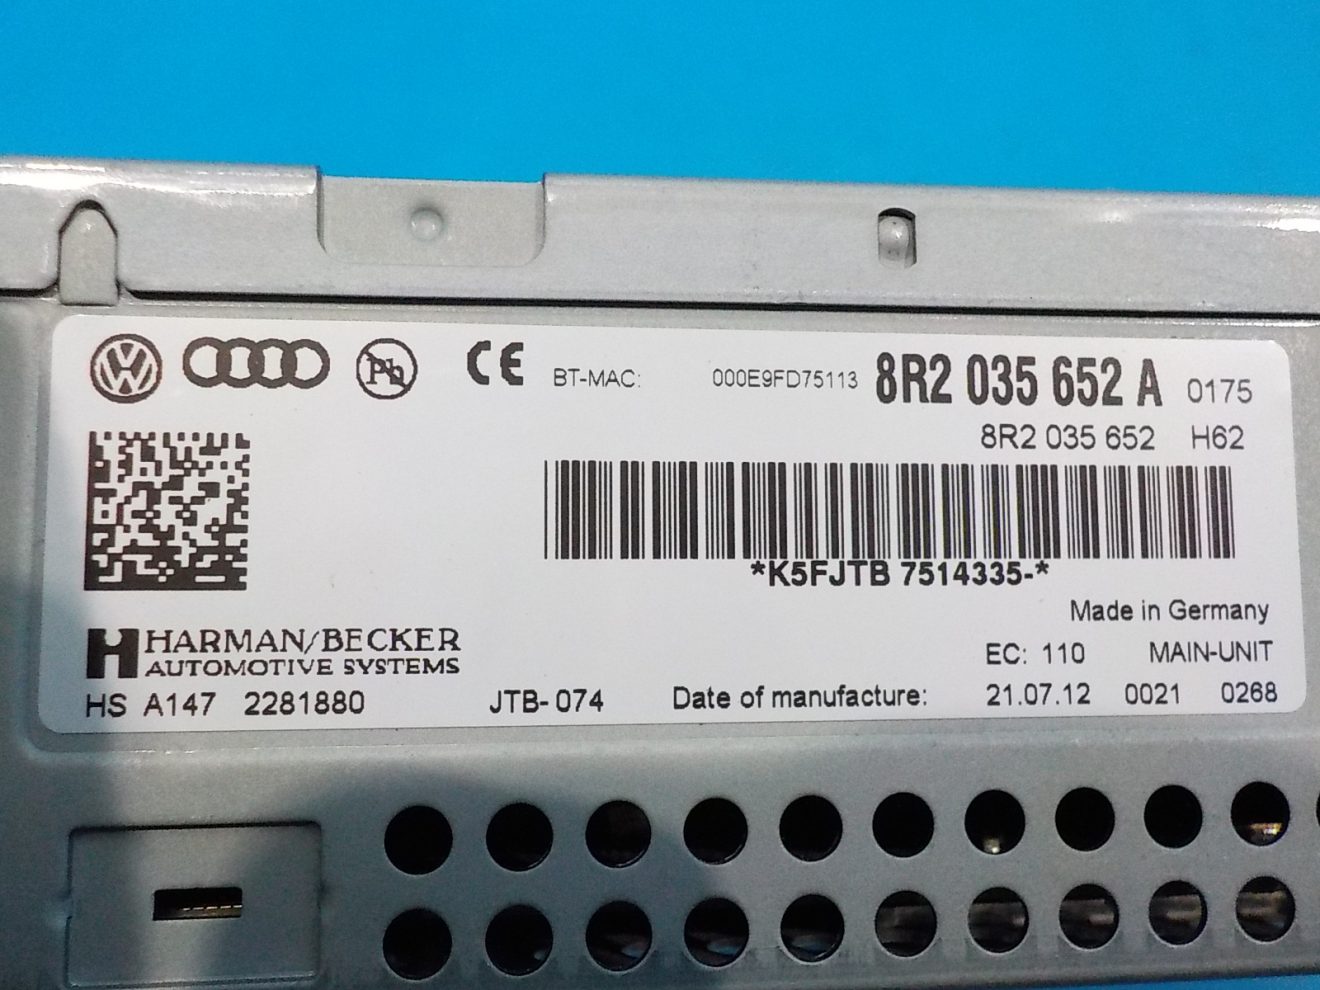 Pb CE BT-MAC: 000E9FD75113 8R2 035 652 A 0175
8R2 035 652 H62
*K5FJTB 7514335-*
Made in Germany
HARMAN/BECKER
AUTOMOTIVE SYSTEMS
EC: 110 MAIN-UNIT
HS A147 2281880 JTB-074 Date of manufacture: 21.07.12 0021 0268